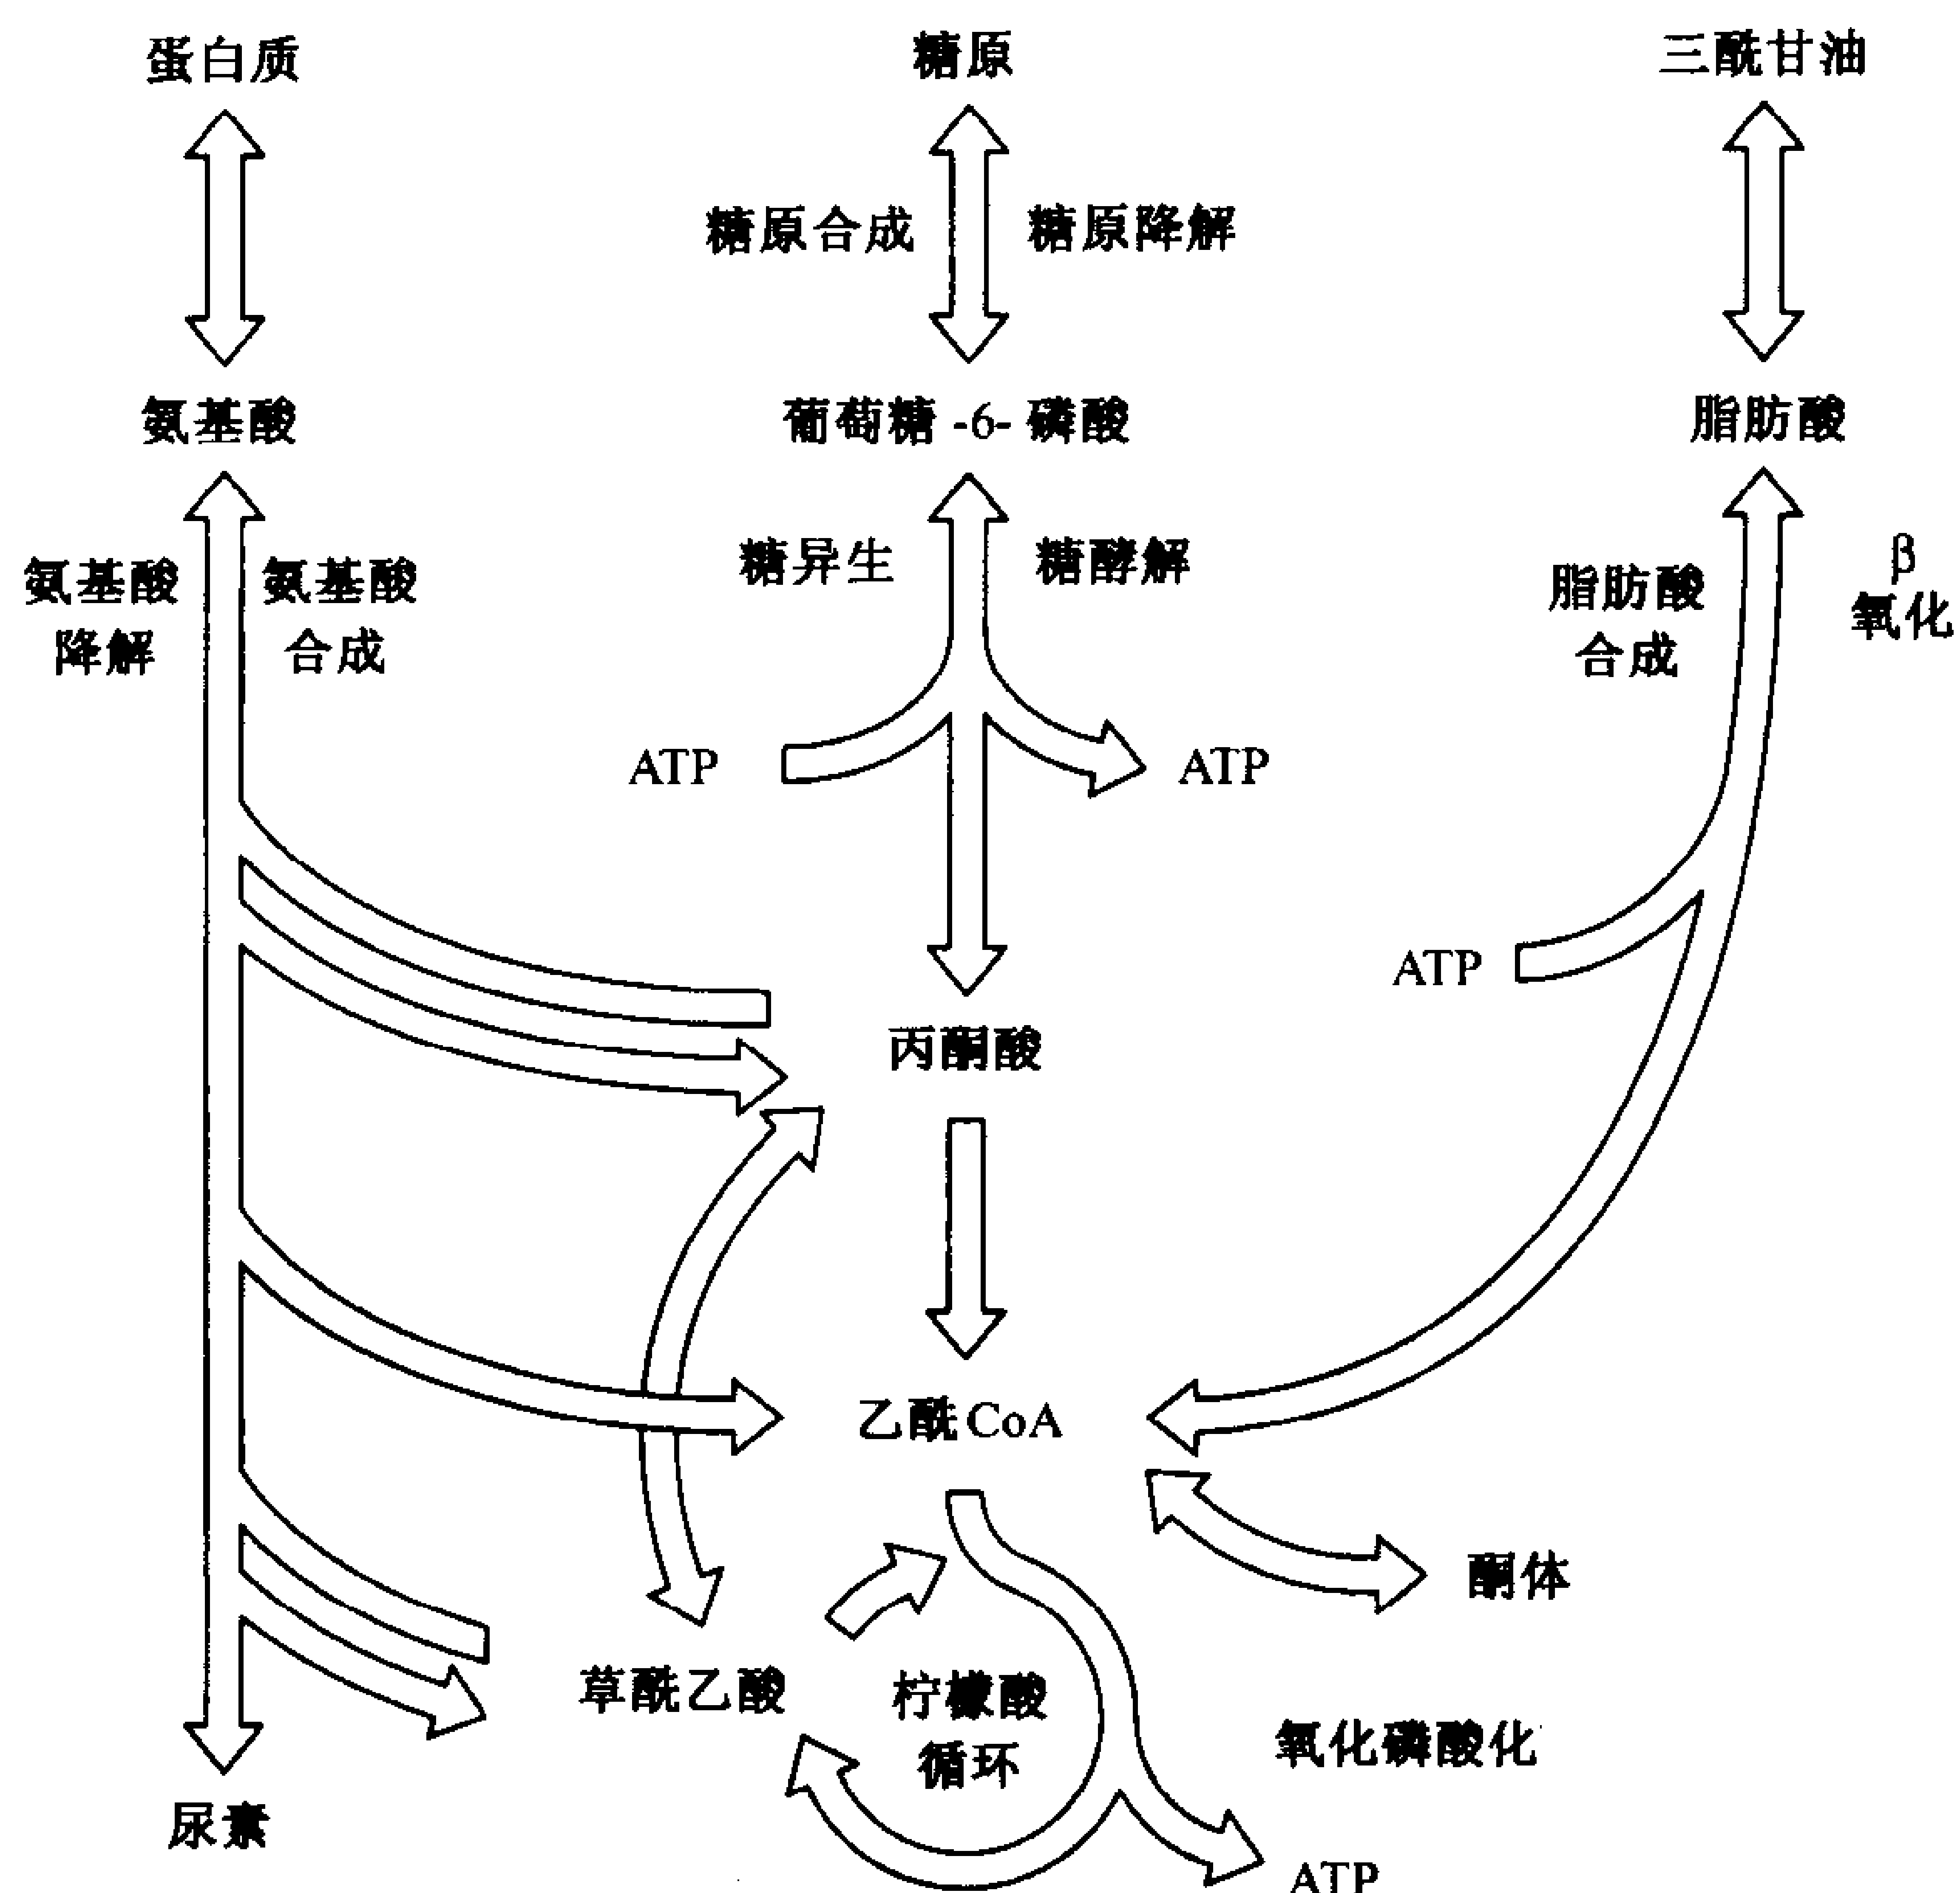 蛋白质
糖原
三酰甘油
糖原合成
糖原降解
氨基酸
葡萄糖-6-磷酸
脂肪酸
氨基酸
降解
氨基酸
合成
糖异生
糖酵解
脂肪酸
合成
β
氧化
ATP
ATP
ATP
丙酮酸
乙酰CoA
酮体
草酰乙酸
柠檬酸
循环
氧化磷酸化
尿素
ATP